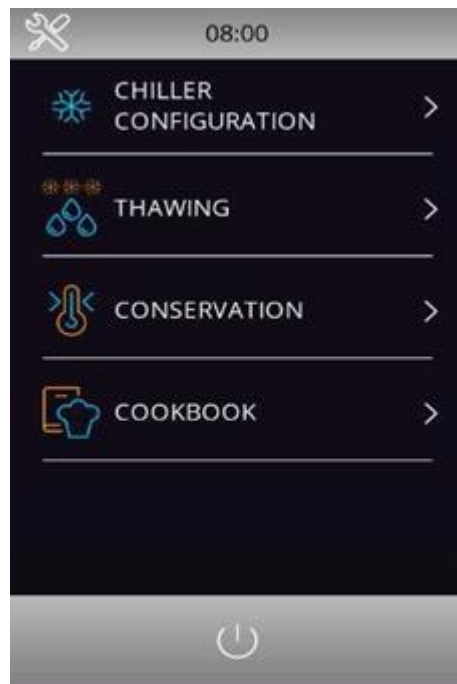 08:00
CHILLER
CONFIGURATION
THAWING
CONSERVATION
COOKBOOK